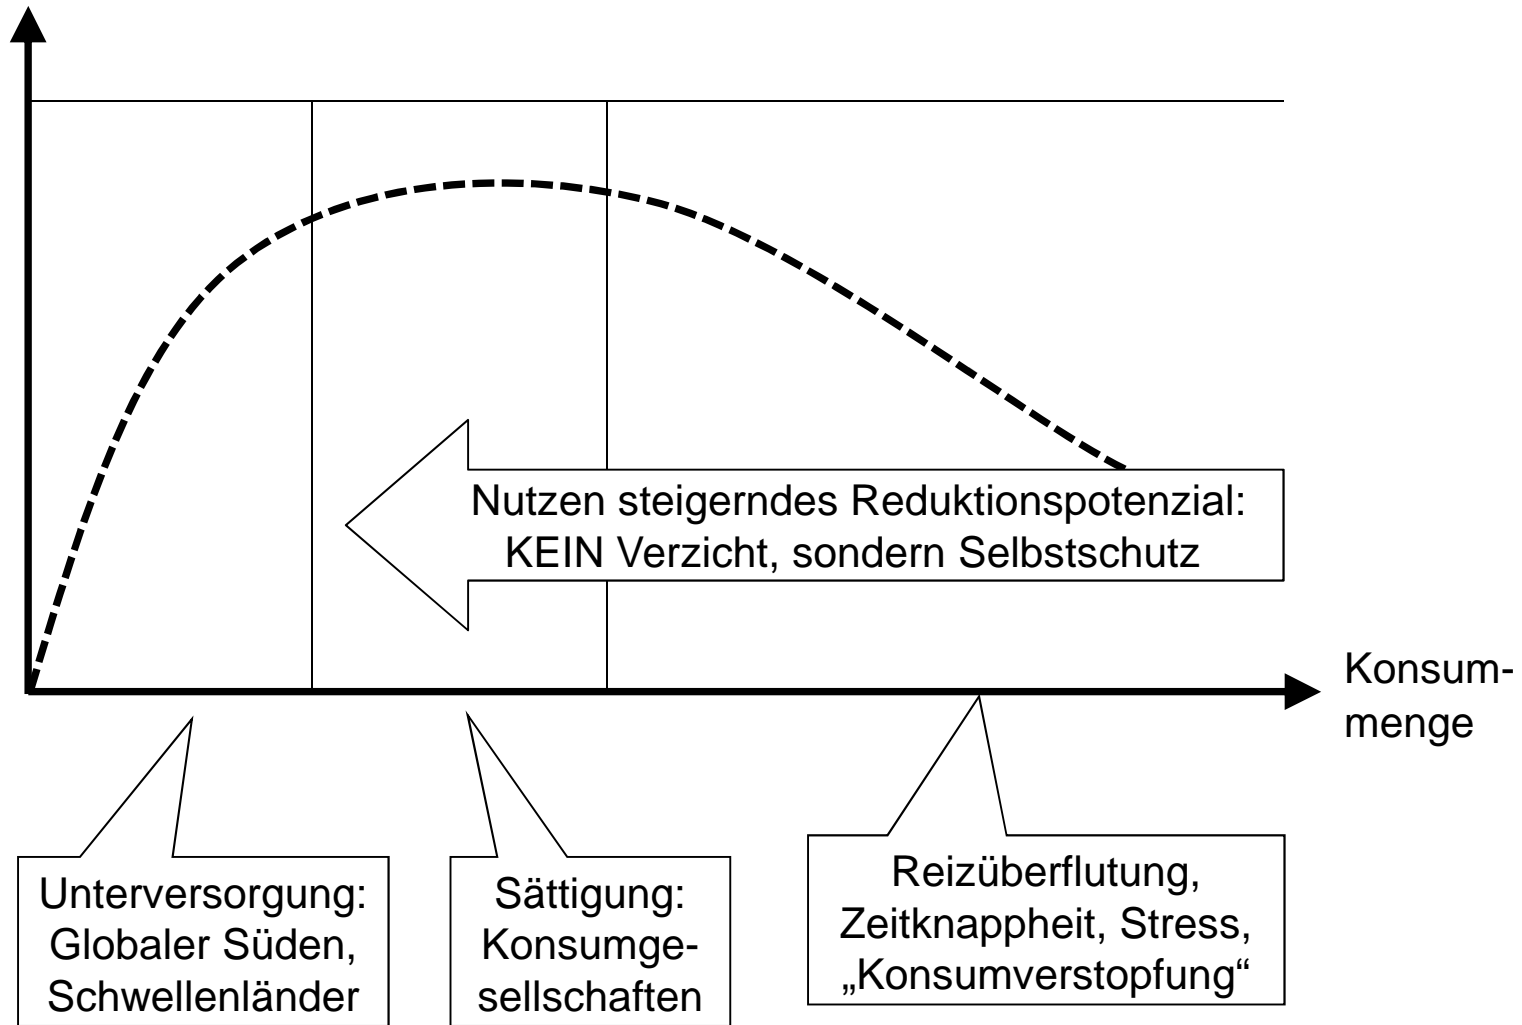 Nutzen steigerndes Reduktionspotenzial:
KEIN Verzicht, sondern Selbstschutz
Konsum-
menge
Unterversorgung:
Globaler Süden,
Schwellenländer
Sättigung:
Konsumge-
sellschaften
Reizüberflutung,
Zeitknappheit, Stress,
„Konsumverstopfung“